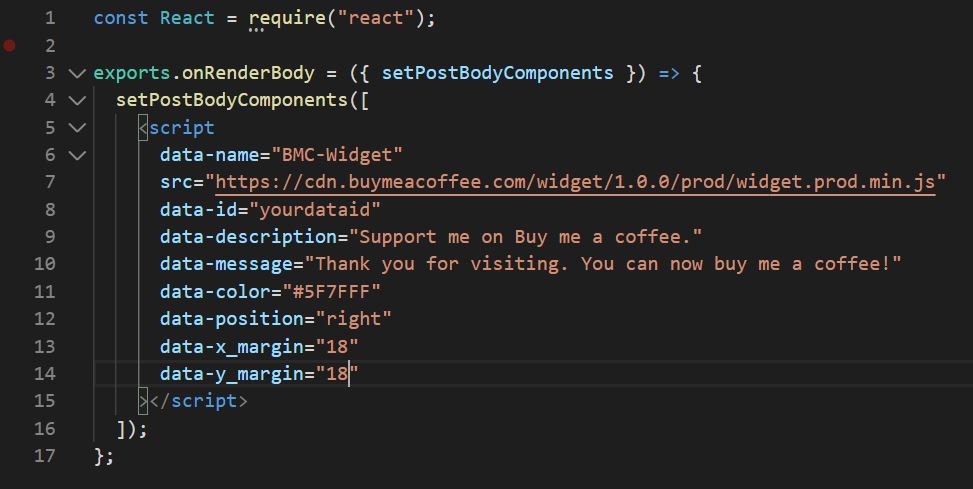 1 const React = require("react");
2
3 exports.onRenderBody = ({ setPostBodyComponents }) => {
4 setPostBodyComponents([
5 <script
6 data-name="BMC-Widget"
7 src="https://cdn.buymeacoffee.com/widget/1.0.0/prod/widget.prod.min.js"
8 data-id="yourdataid"
9 data-description="Support me on Buy me a coffee."
10 data-message="Thank you for visiting. You can now buy me a coffee!"
11 data-color="#5F7FFF"
12 data-position="right"
13 data-x_margin="18"
14 data-y_margin="18"
15 ></script>
16 ]);
17 };